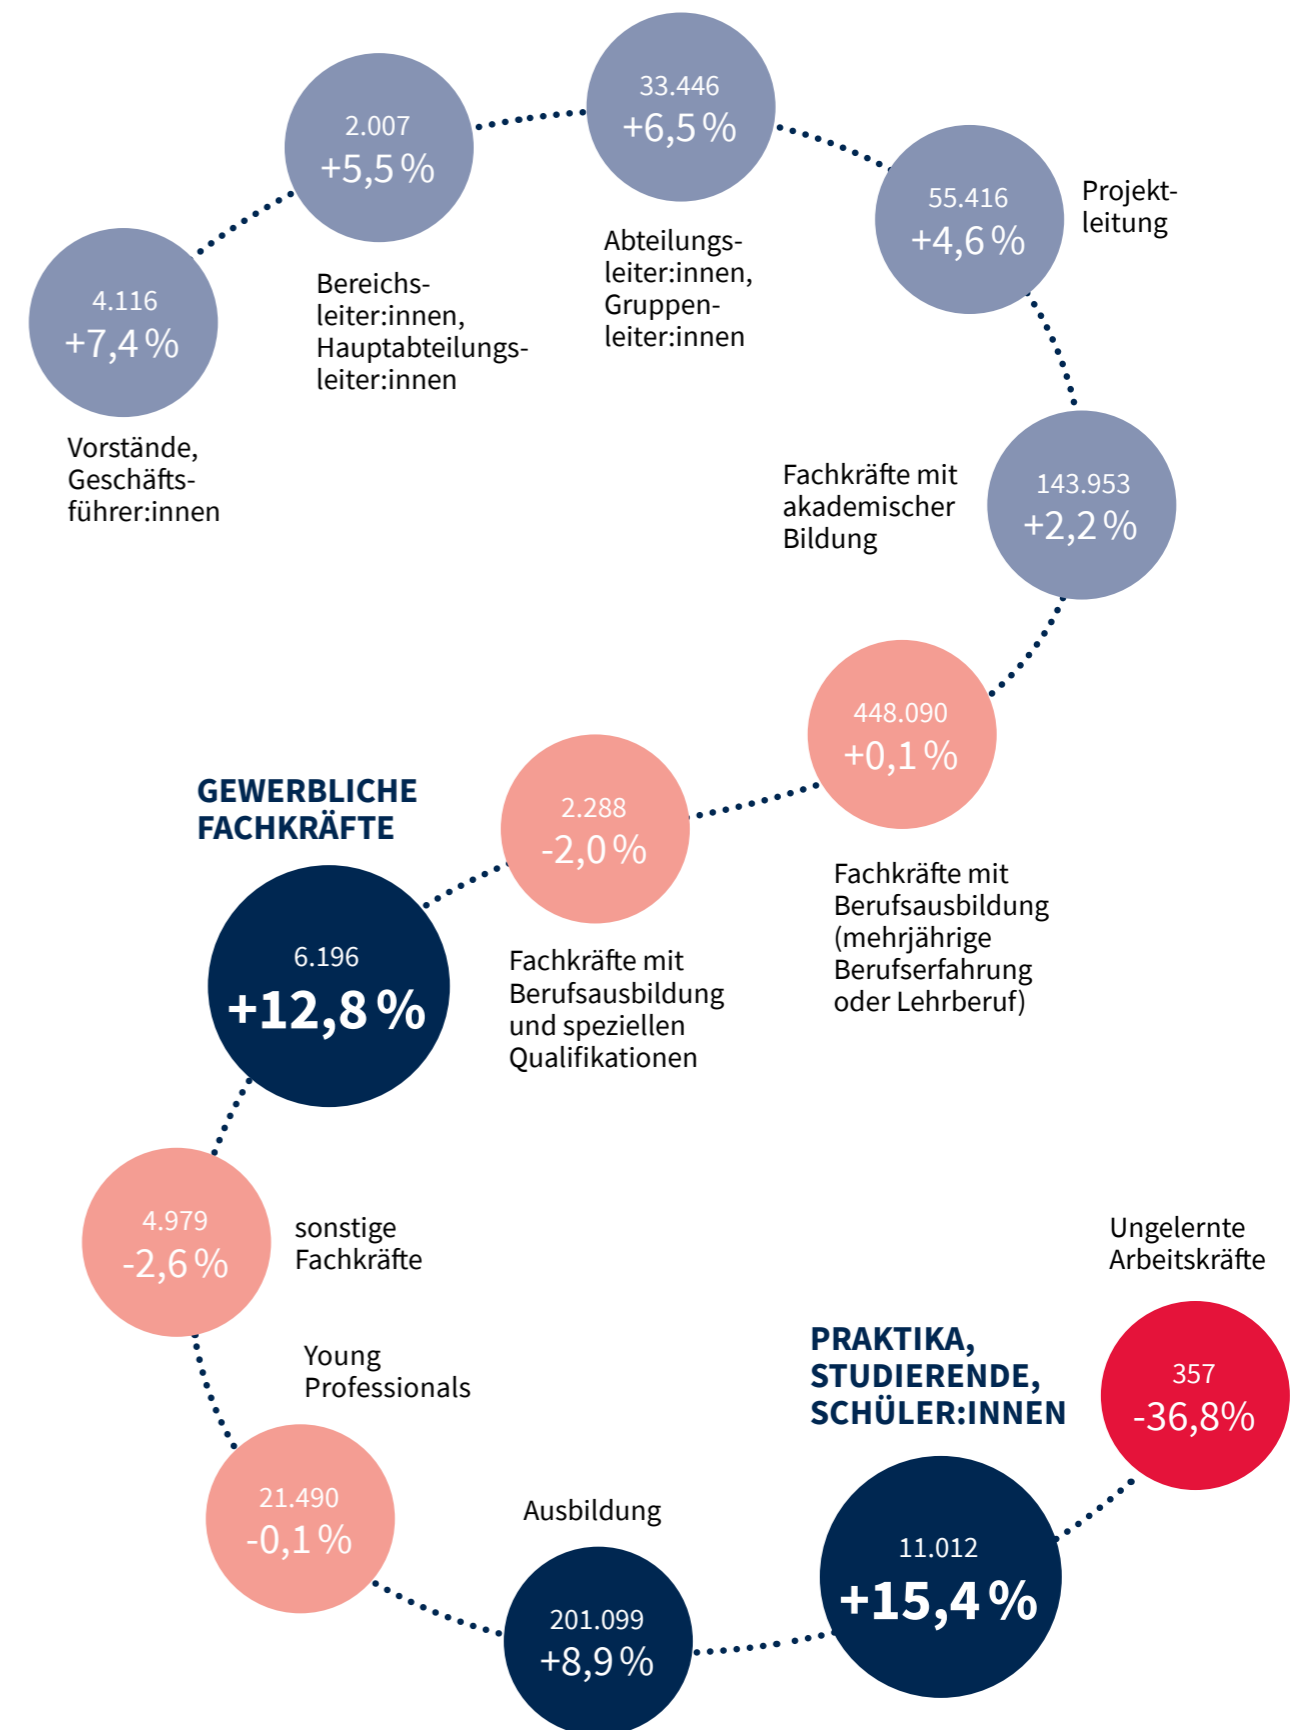 4.116
+7,4 %
Vorstände,
Geschäfts-
führer:innen
2.007
+5,5 %
Bereichs-
leiter:innen,
Hauptabteilungs-
leiter:innen
33.446
+6,5 %
Abteilungs-
leiter:innen,
Gruppen-
leiter:innen
55.416
+4,6 %
Projekt-
leitung
Fachkräfte mit
akademischer
Bildung
143.953
+2,2 %
448.090
+0,1 %
Fachkräfte mit
Berufsausbildung
(mehrjährige
Berufserfahrung
oder Lehrberuf)
2.288
-2,0 %
Fachkräfte mit
Berufsausbildung
und speziellen
Qualifikationen
GEWERBLICHE
FACHKRÄFTE
6.196
+12,8 %
4.979
-2,6 %
sonstige
Fachkräfte
Young
Professionals
21.490
-0,1 %
Ausbildung
201.099
+8,9 %
PRAKTIKA,
STUDIERENDE,
SCHÜLER:INNEN
11.012
+15,4 %
Ungelernte
Arbeitskräfte
357
-36,8%